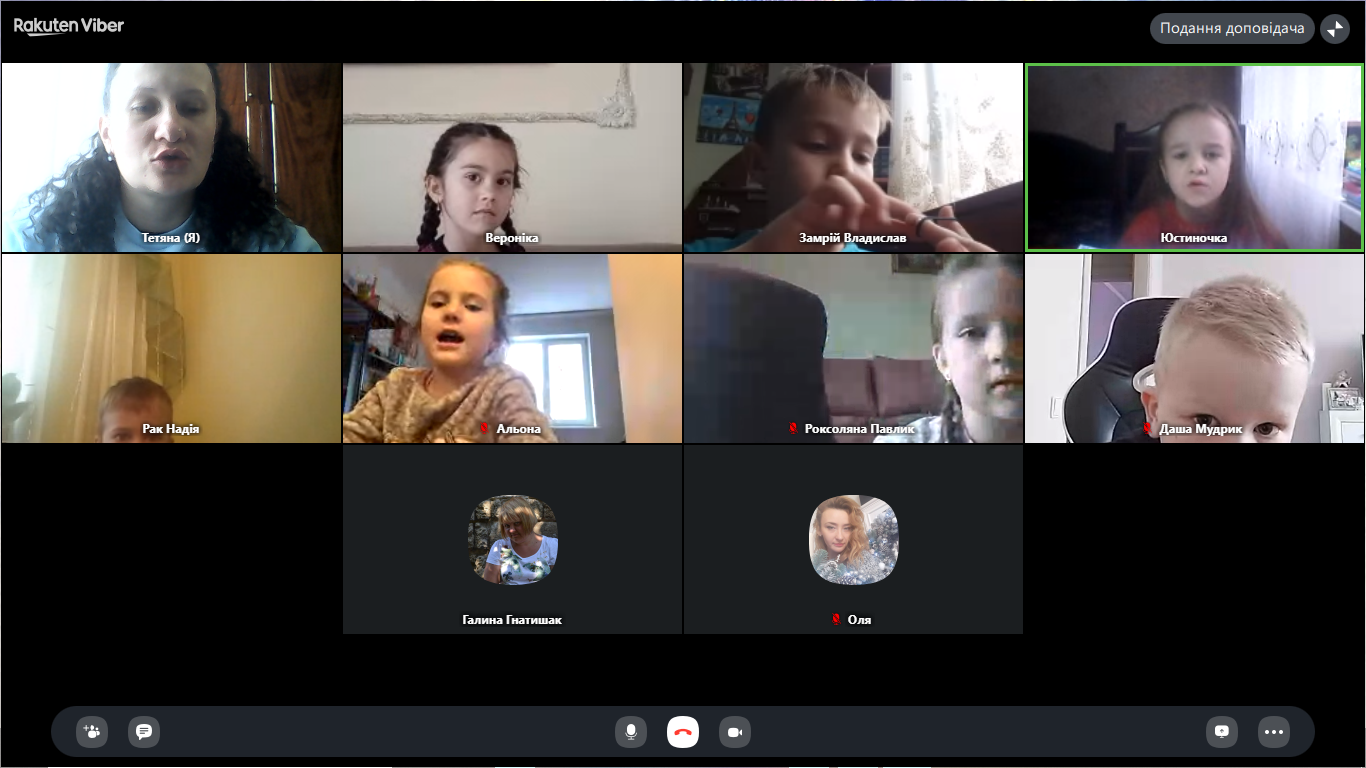 Rakuten Viber
Подання доповідача
Тетяна (Я)
Вероніка
Замрій Владислав
Юстиночка
Рак Надія
Альона
Роксоляна Павлик
Даша Мудрик
Галина Гнатишак
Оля